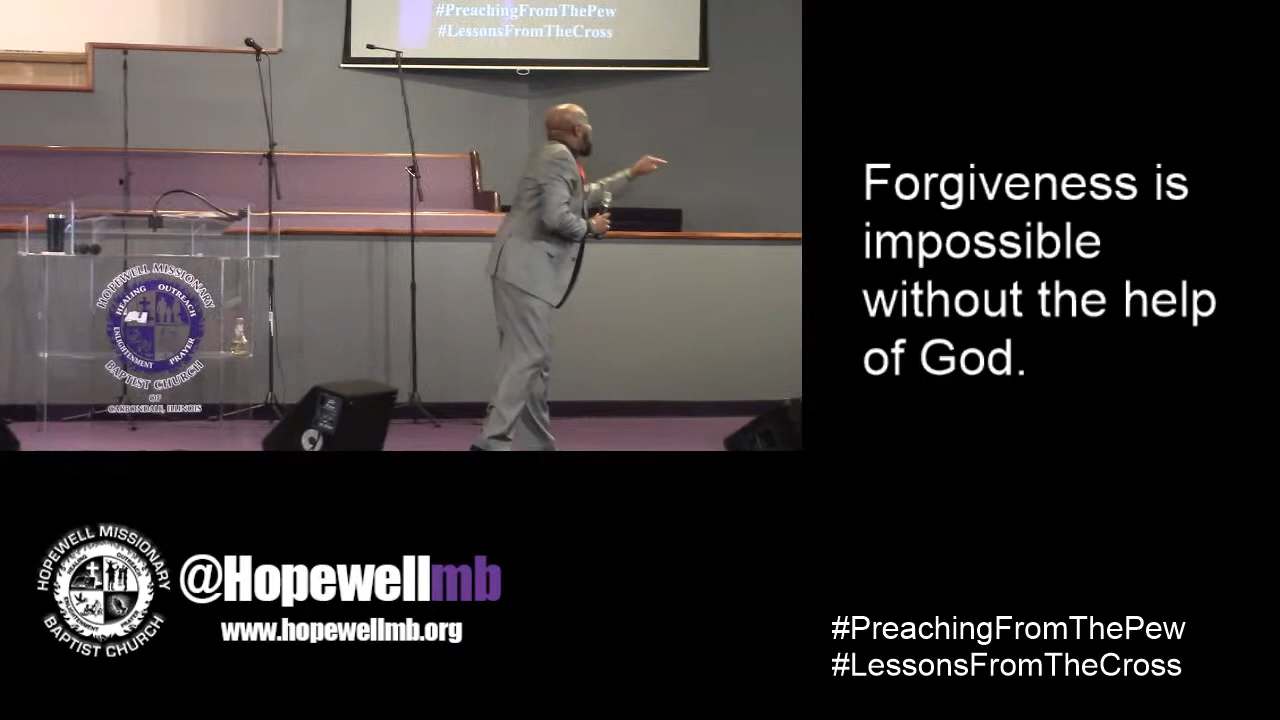 #PreachingFromThePew
#LessonsFromTheCross
Forgiveness is
impossible
without the help
of God.
HOPEWELL MISSIONARY
HEALING OUTREACH
ENLIGHTENMENT PRAYER
BAPTIST CHURCH
OF
CARBONDALE, ILLINOIS
HOPEWELL MISSIONARY
BAPTIST CHURCH
@Hopewellmb
www.hopewellmb.org
#PreachingFromThePew
#LessonsFromTheCross